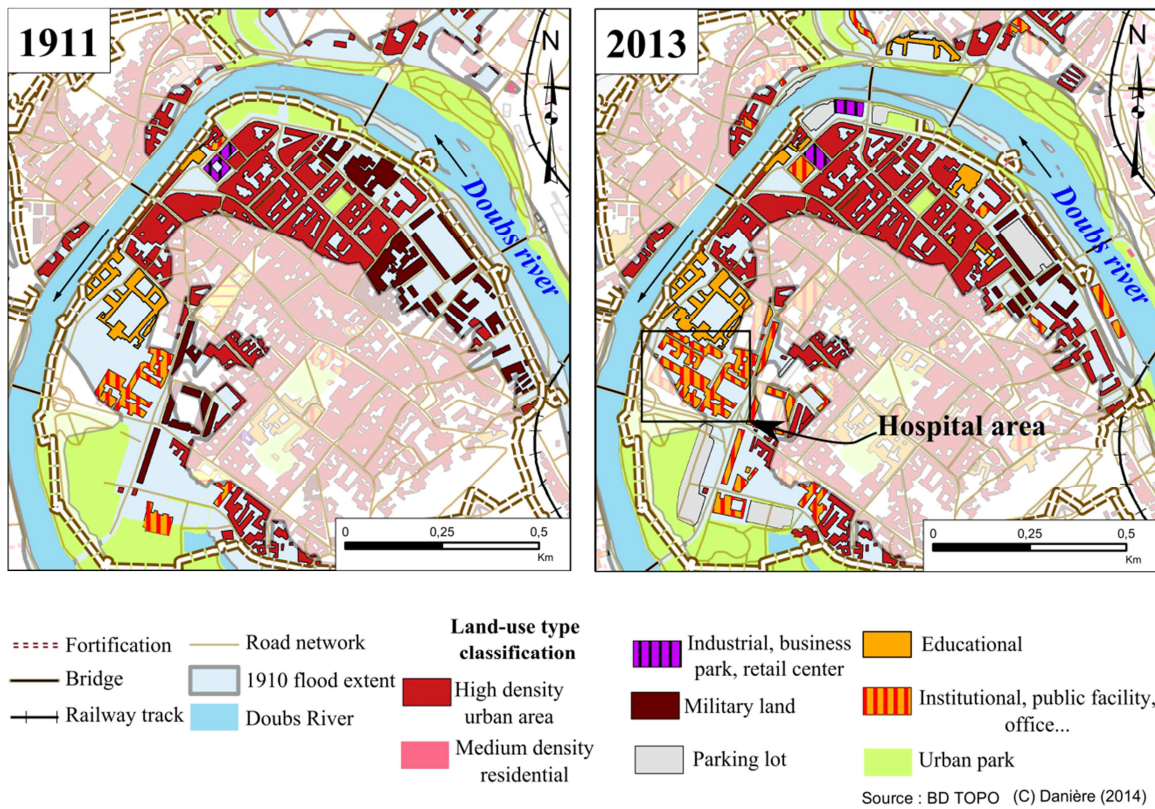 1911
N
Doubs river
0
0,25
0,5
Km
2013
N
Doubs river
Hospital area
0
0,25
0,5
Km
Fortification
Bridge
Railway track
Road network
1910 flood extent
Doubs River
Land-use type
classification
High density
urban area
Medium density
residential
Industrial, business
park, retail center
Military land
Parking lot
Educational
Institutional, public facility,
office...
Urban park
Source : BD TOPO (C) Danière (2014)